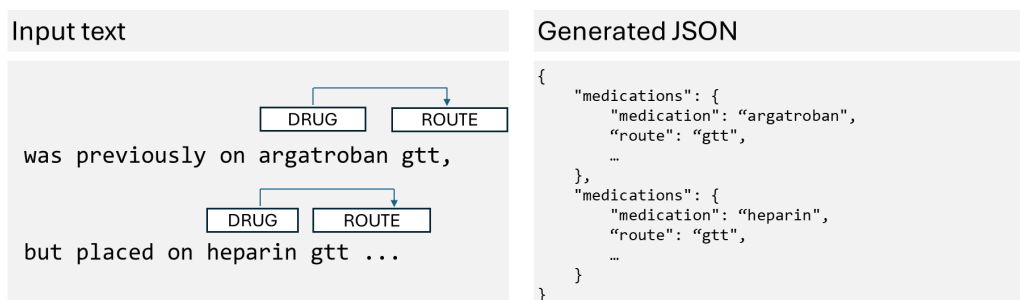 Input text
DRUG ROUTE
was previously on argatroban gtt,
DRUG ROUTE
but placed on heparin gtt ...
Generated JSON
{
"medications": {
"medication": “argatroban",
“route": “gtt",
…
},
"medications": {
"medication": “heparin",
“route": “gtt",
…
}
}